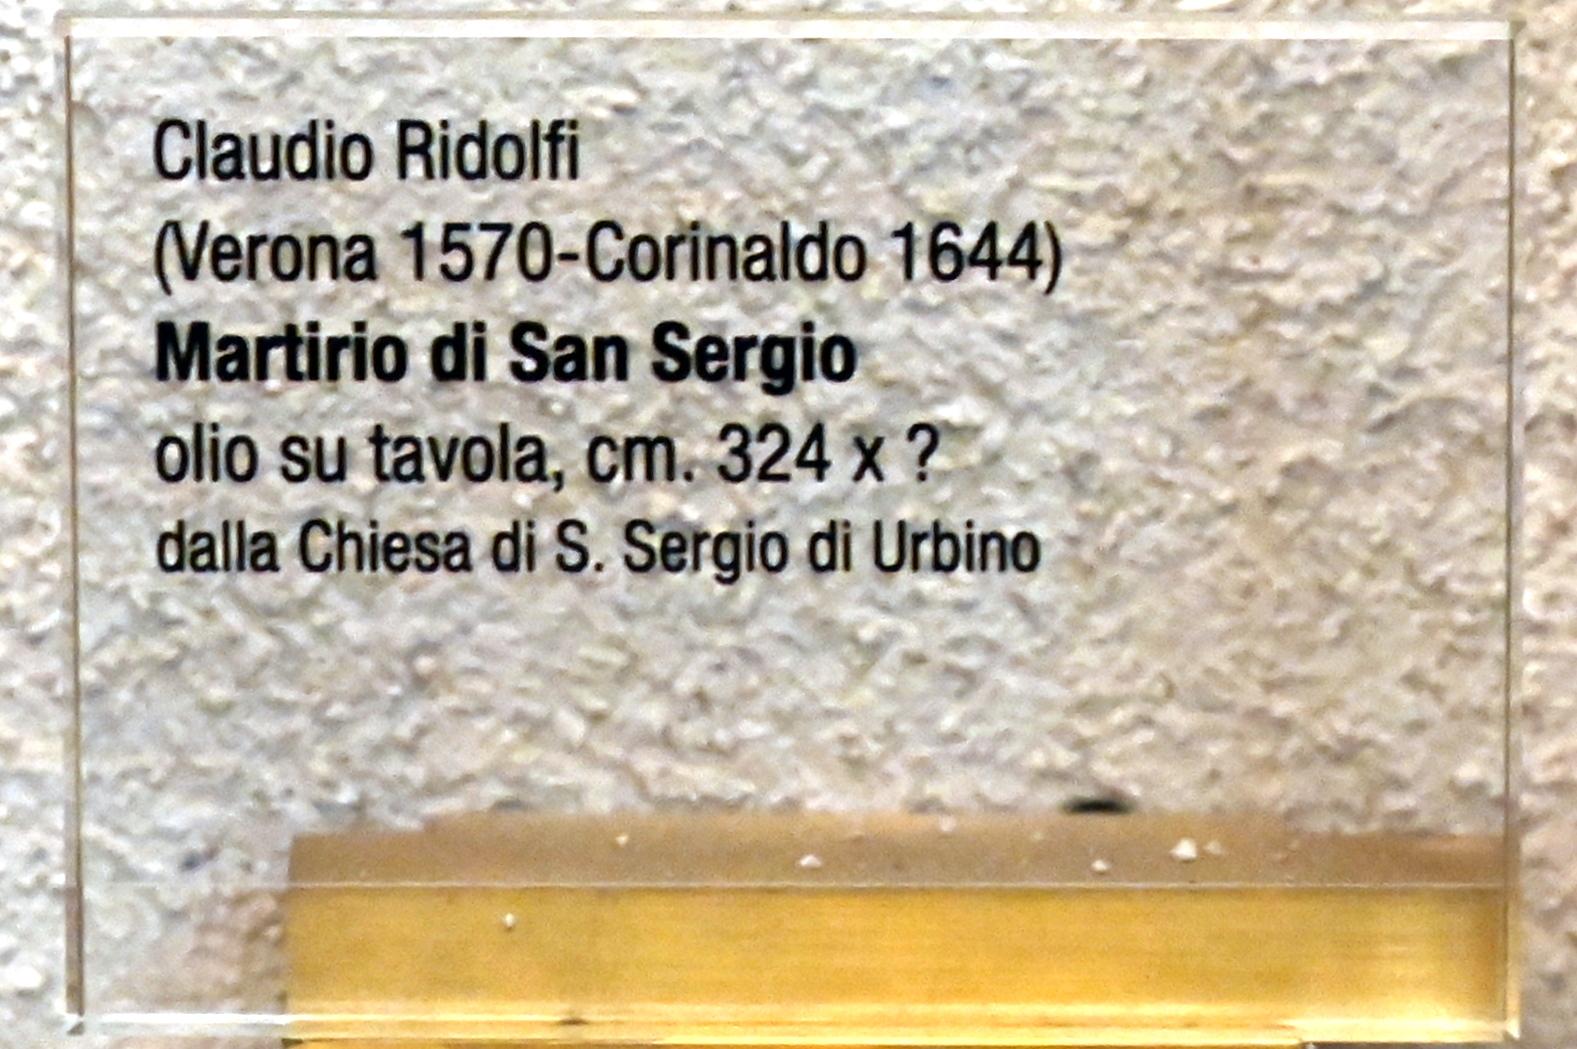 Claudio Ridolfi
(Verona 1570-Corinaldo 1644)
Martirio di San Sergio
olio su tavola, cm. 324 x ?
dalla Chiesa di S. Sergio di Urbino